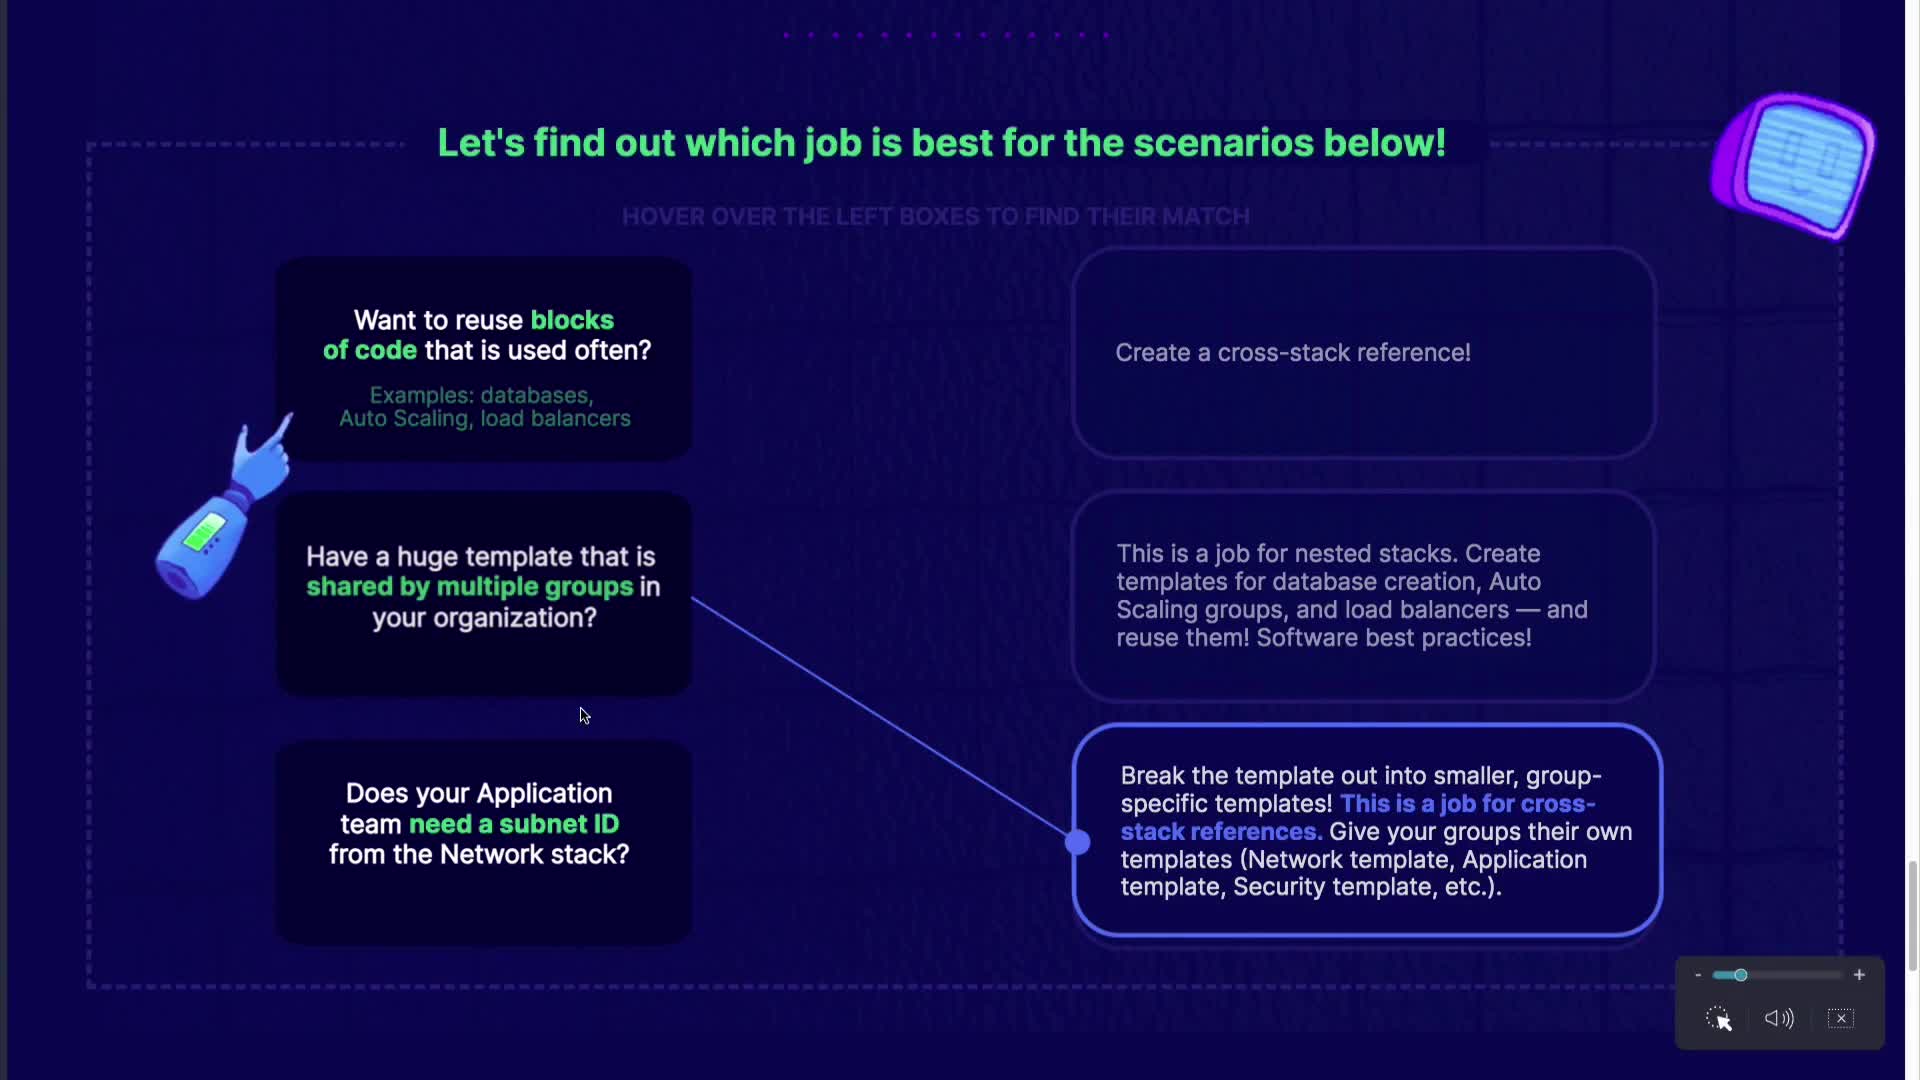 Let's find out which job is best for the scenarios below!
HOVER OVER THE LEFT BOXES TO FIND THEIR MATCH
Want to reuse blocks
of code that is used often?
Examples: databases,
Auto Scaling, load balancers
Create a cross-stack reference!
Have a huge template that is
shared by multiple groups in
your organization?
This is a job for nested stacks. Create
templates for database creation, Auto
Scaling groups, and load balancers — and
reuse them! Software best practices!
Does your Application
team need a subnet ID
from the Network stack?
Break the template out into smaller, group-
specific templates! This is a job for cross-
stack references. Give your groups their own
templates (Network template, Application
template, Security template, etc.).